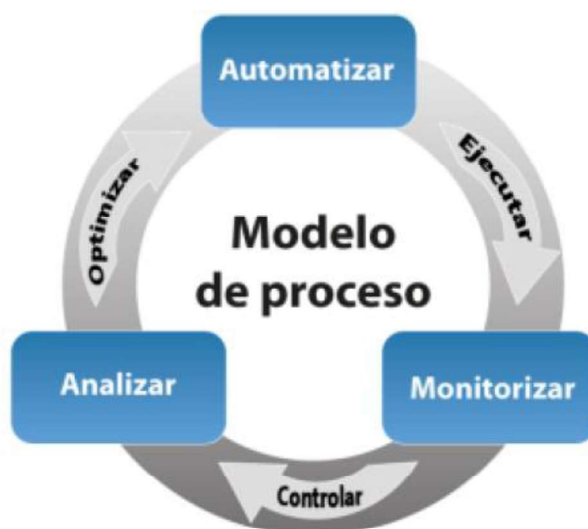 Automatizar
Ejecutar
Optimizar
Modelo
de proceso
Analizar
Monitorizar
Controlar